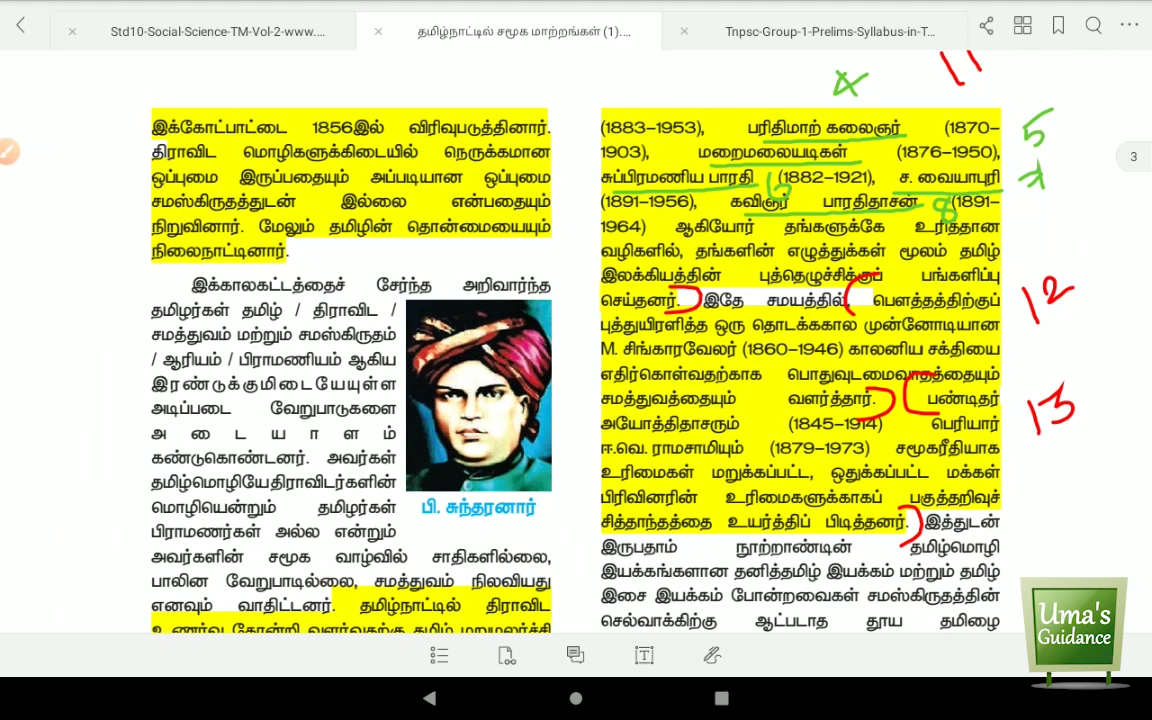 Std10-Social-Science-TM-Vol-2-www....
தமிழ்நாட்டில் சமூக மாற்றங்கள் (1)....
Tnpsc-Group-1-Prelims-Syllabus-in-T...
11
4
இக்கோட்பாட்டை 1856இல் விரிவுபடுத்தினார்.
திராவிட மொழிகளுக்கிடையில் நெருக்கமான
ஒப்புமை இருப்பதையும் அப்படியான ஒப்புமை
சமஸ்கிருதத்துடன் இல்லை என்பதையும்
நிறுவினார். மேலும் தமிழின் தொன்மையையும்
நிலைநாட்டினார்.
இக்காலகட்டத்தைச் சேர்ந்த அறிவார்ந்த
தமிழர்கள் தமிழ் / திராவிட /
சமத்துவம் மற்றும் சமஸ்கிருதம்
/ ஆரியம் / பிராமணியம் ஆகிய
இரண்டுக்குமிடையேயுள்ள
அடிப்படை வேறுபாடுகளை
அ டை யா ள ம்
கண்டுகொண்டனர். அவர்கள்
தமிழ்மொழியே திராவிடர்களின்
மொழியென்றும் தமிழர்கள்
பிராமணர்கள் அல்ல என்றும்
அவர்களின் சமூக வாழ்வில் சாதிகளில்லை,
பாலின வேறுபாடில்லை, சமத்துவம் நிலவியது
எனவும் வாதிட்டனர். தமிழ்நாட்டில் திராவிட
உணர்வு தோன்றி வளர்வதற்கு தமிழ் மறுமலர்ச்சி
பி. சுந்தரனார்
(1883–1953), பரிதிமாற் கலைஞர் (1870–
1903), மறைமலையடிகள் (1876–1950),
சுப்பிரமணிய பாரதி (1882–1921), ச. வையாபுரி
(1891–1956), கவிஞர் பாரதிதாசன் (1891–
1964) ஆகியோர் தங்களுக்கே உரித்தான
வழிகளில், தங்களின் எழுத்துக்கள் மூலம் தமிழ்
இலக்கியத்தின் புத்தெழுச்சிக்குப் பங்களிப்பு
செய்தனர். இதே சமயத்தில், பௌத்தத்திற்குப்
புத்துயிரளித்த ஒரு தொடக்ககால முன்னோடியான
M. சிங்காரவேலர் (1860–1946) காலனிய சக்தியை
எதிர்கொள்வதற்காக பொதுவுடமைவாதத்தையும்
சமத்துவத்தையும் வளர்த்தார். பண்டிதர்
அயோத்திதாசரும் (1845–1914) பெரியார்
ஈ.வெ. ராமசாமியும் (1879–1973) சமூகரீதியாக
உரிமைகள் மறுக்கப்பட்ட, ஒதுக்கப்பட்ட மக்கள்
பிரிவினரின் உரிமைகளுக்காகப் பகுத்தறிவுச்
சித்தாந்தத்தை உயர்த்திப் பிடித்தனர். இத்துடன்
இருபதாம் நூற்றாண்டின் தமிழ்மொழி
இயக்கங்களான தனித்தமிழ் இயக்கம் மற்றும் தமிழ்
இசை இயக்கம் போன்றவைகள் சமஸ்கிருதத்தின்
செல்வாக்கிற்கு ஆட்படாத தூய தமிழை
5
7
6
8
12
13
3
Uma's
Guidance